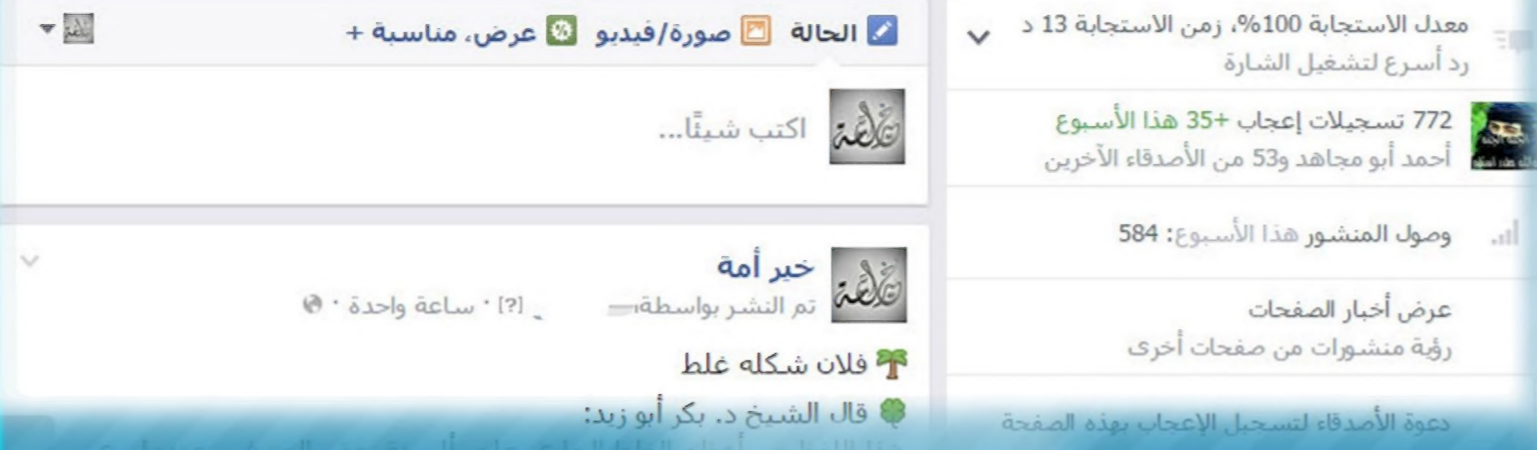 معدل الاستجابة 100%، زمن الاستجابة 13 د
رد أسرع لتشغيل الشارة
772 تسجيلات إعجاب +35 هذا الأسبوع
أحمد أبو مجاهد و53 من الأصدقاء الآخرين
وصول المنشور هذا الأسبوع: 584
عرض أخبار الصفحات
رؤية منشورات من صفحات أخرى
دعوة الأصدقاء لتسجيل الإعجاب بهذه الصفحة
الحالة صورة/فيديو عرض، مناسبة +
اكتب شيئًا...
خير أمة
تم النشر بواسطة [?] · ساعة واحدة ·
فلان شكله غلط
قال الشيخ د. بكر أبو زيد: